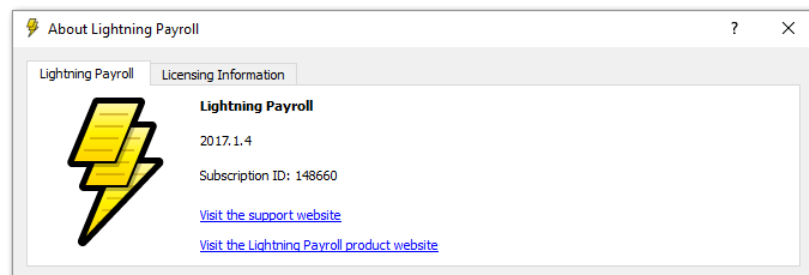 About Lightning Payroll
?
Lightning Payroll
Licensing Information
Lightning Payroll
2017.1.4
Subscription ID: 148660
Visit the support website
Visit the Lightning Payroll product website